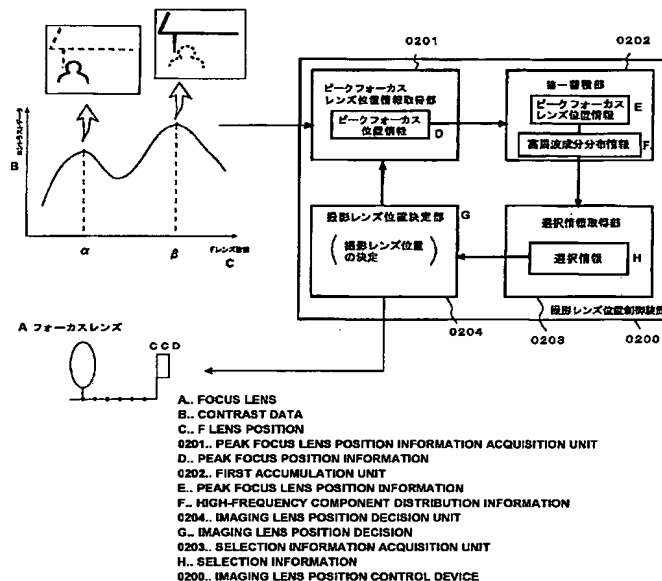 0201
0202
ピークフォーカス
レンズ位置情報取得部
ピークフォーカス
位置情報
D
第一蓄積部
ピークフォーカス
レンズ位置情報
E
高周波成分分布情報
F
コントラストデータ
B
α
β
Fレンズ位置
C
撮影レンズ位置決定部
G
撮影レンズ位置
の決定
選択情報取得部
選択情報
H
撮影レンズ位置制御装置
0204
0203
0200
A フォーカスレンズ
CCD
A.. FOCUS LENS
B.. CONTRAST DATA
C.. F LENS POSITION
0201.. PEAK FOCUS LENS POSITION INFORMATION ACQUISITION UNIT
D.. PEAK FOCUS POSITION INFORMATION
0202.. FIRST ACCUMULATION UNIT
E.. PEAK FOCUS LENS POSITION INFORMATION
F.. HIGH-FREQUENCY COMPONENT DISTRIBUTION INFORMATION
0204.. IMAGING LENS POSITION DECISION UNIT
G.. IMAGING LENS POSITION DECISION
0203.. SELECTION INFORMATION ACQUISITION UNIT
H.. SELECTION INFORMATION
0200.. IMAGING LENS POSITION CONTROL DEVICE